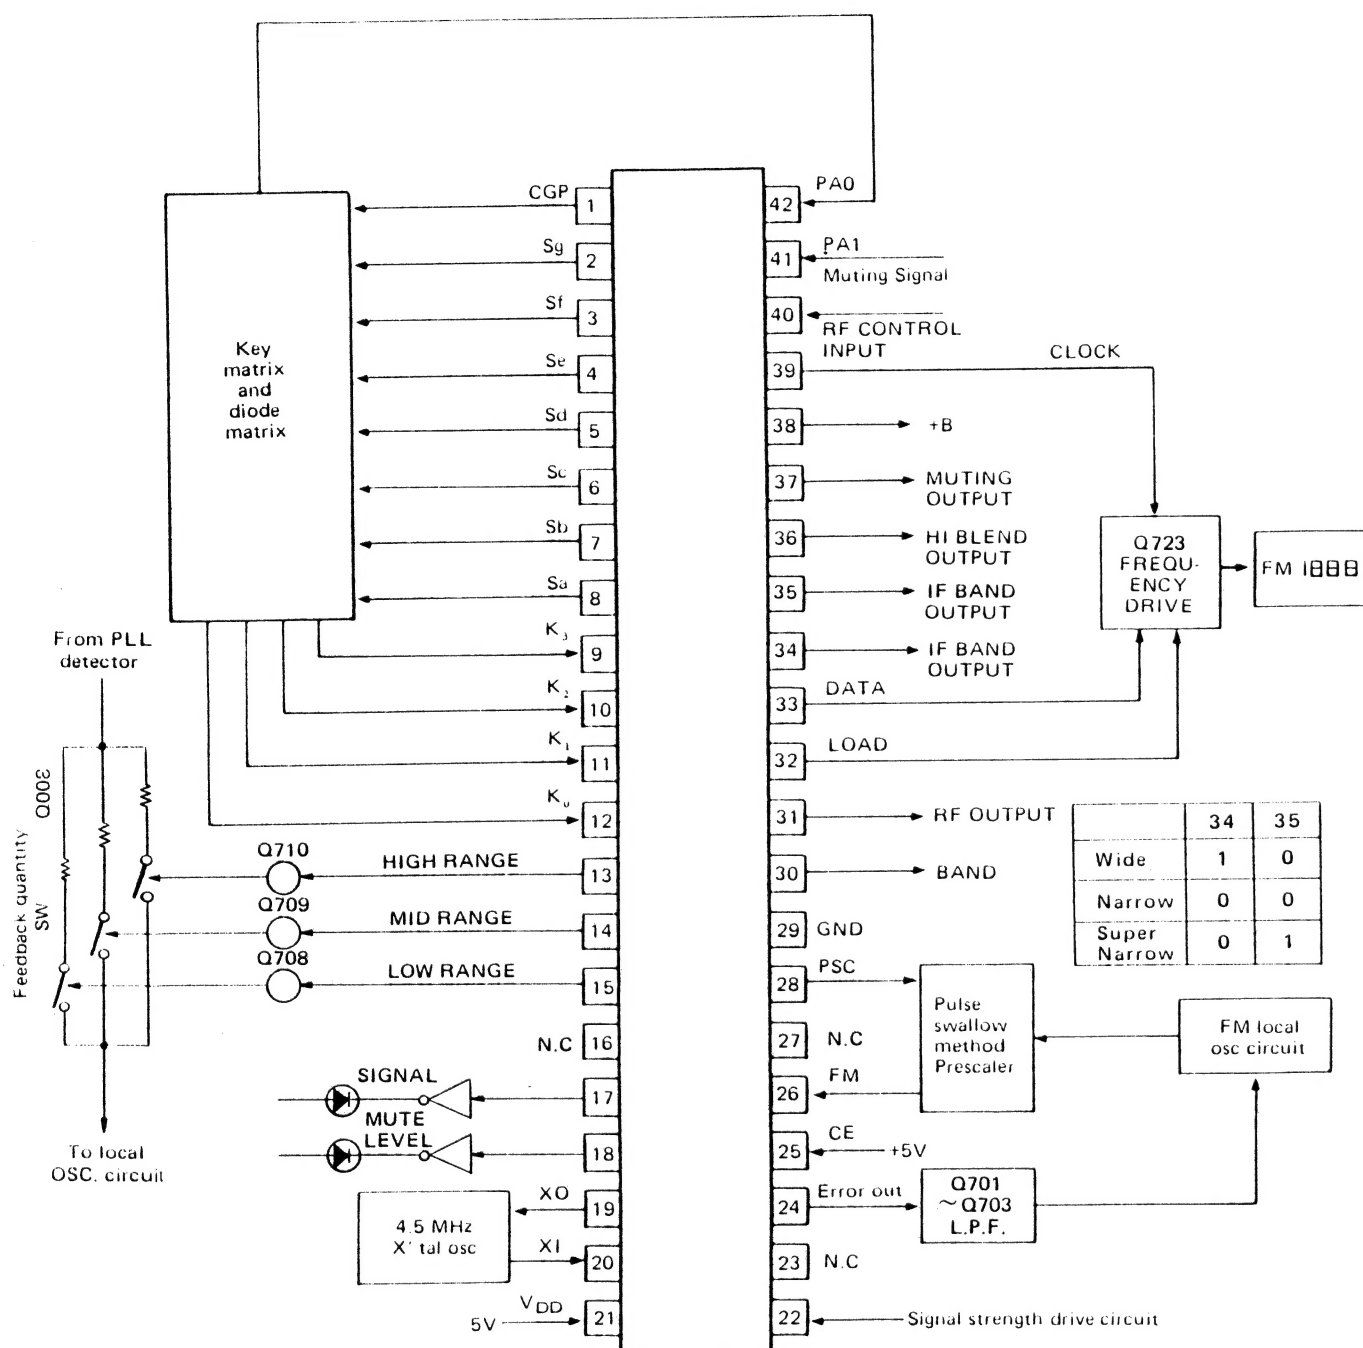 CGP
1
Sg
2
Sf
3
Se
4
Sd
5
Sc
6
Sb
7
Sa
8
K3
9
K2
10
K1
11
K0
12
Key
matrix
and
diode
matrix
From PLL
detector
Feedback quantity
SW
Q710
HIGH RANGE
13
Q709
MID RANGE
14
Q708
LOW RANGE
15
N.C
16
SIGNAL
17
MUTE
LEVEL
18
To local
OSC. circuit
4.5 MHz
X' tal osc
XO
19
XI
20
VDD
5V
21
42
PA0
41
PA1
Muting Signal
40
RF CONTROL
INPUT
39
CLOCK
38
+B
37
MUTING
OUTPUT
36
HI BLEND
OUTPUT
35
IF BAND
OUTPUT
34
IF BAND
OUTPUT
33
DATA
32
LOAD
Q723
FREQU-
ENCY
DRIVE
FM 1888
31
RF OUTPUT
30
BAND
29
GND
28
PSC
27
N.C
26
FM
Pulse
swallow
method
Prescaler
FM local
osc circuit
25
CE
+5V
24
Error out
Q701
~Q703
L.P.F.
23
N.C
22
Signal strength drive circuit
34 35
Wide 1 0
Narrow 0 0
Super
Narrow 0 1